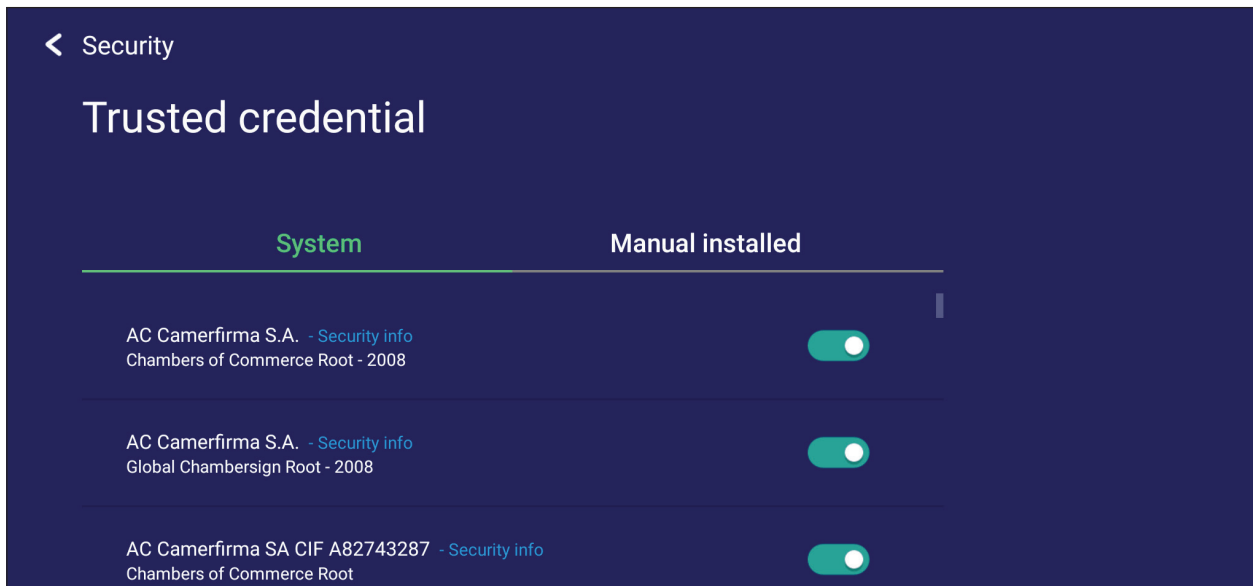 Security
Trusted credential
System Manual installed
AC Camerfirma S.A. - Security info
Chambers of Commerce Root - 2008
AC Camerfirma S.A. - Security info
Global Chambersign Root - 2008
AC Camerfirma SA CIF A82743287 - Security info
Chambers of Commerce Root